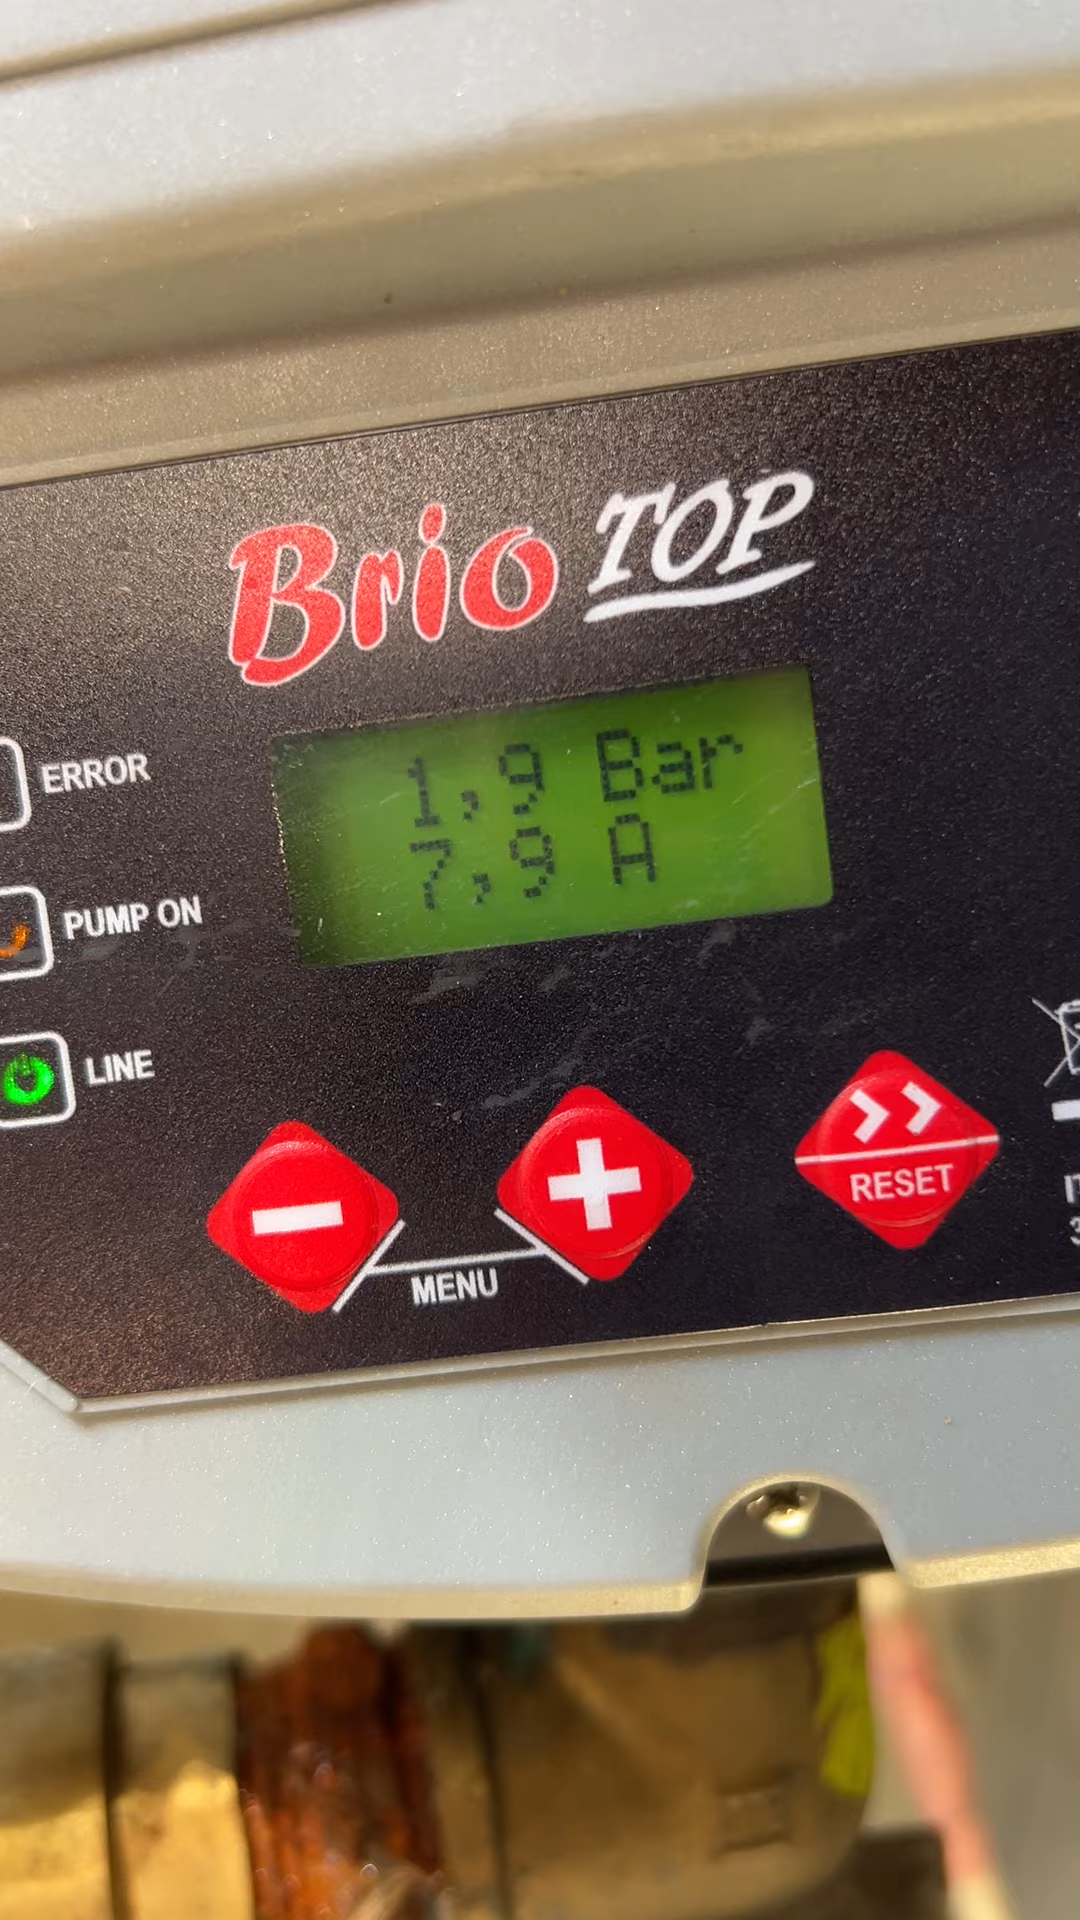 Brio TOP
1,9 Bar
7,9 A
ERROR
PUMP ON
LINE
RESET
MENU